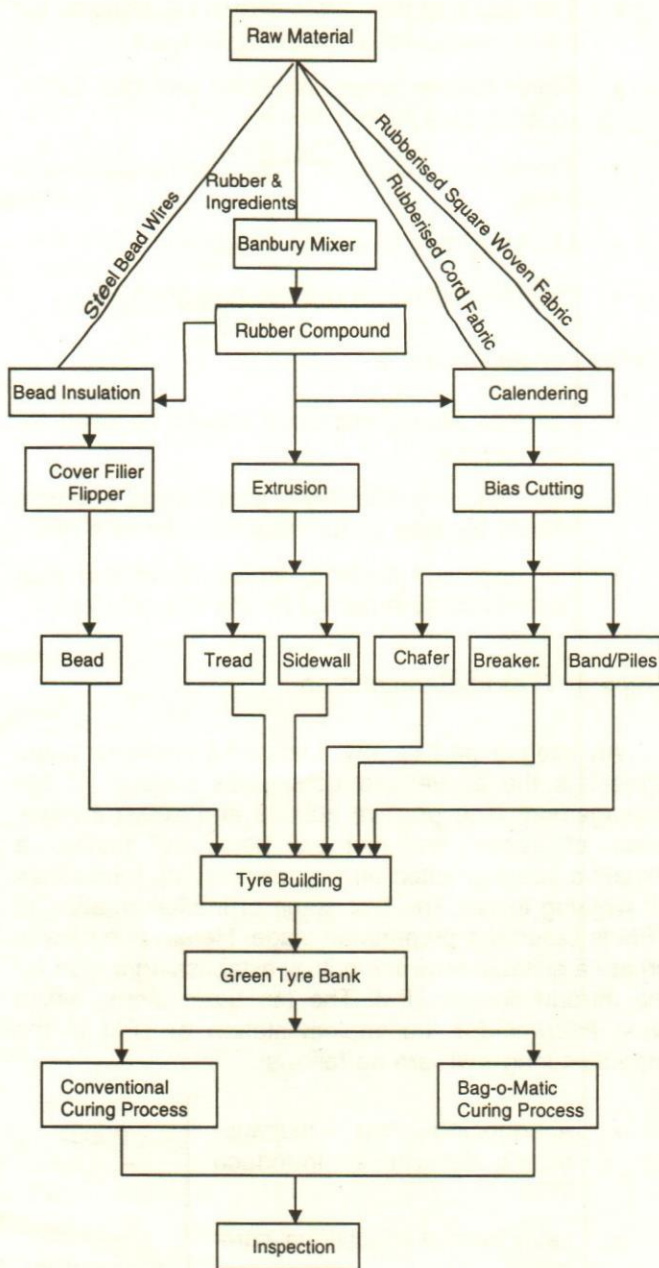 Raw Material
Steel Bead Wires
Rubber &
Ingredients
Rubberised Cord Fabric
Rubberised Square Woven Fabric
Banbury Mixer
Rubber Compound
Bead Insulation
Calendering
Cover Filier
Flipper
Extrusion
Bias Cutting
Bead
Tread
Sidewall
Chafer
Breaker.
Band/Piles
Tyre Building
Green Tyre Bank
Conventional
Curing Process
Bag-o-Matic
Curing Process
Inspection